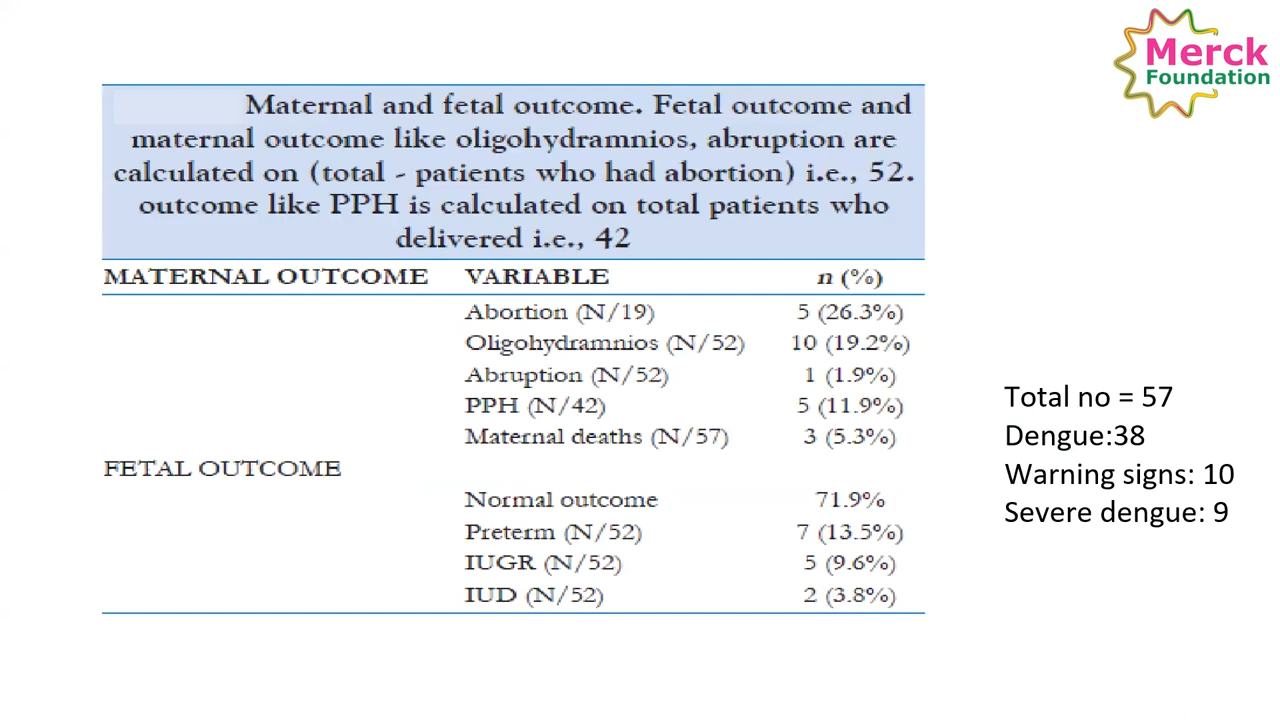 Merck
Foundation
Maternal and fetal outcome. Fetal outcome and
maternal outcome like oligohydramnios, abruption are
calculated on (total - patients who had abortion) i.e., 52.
outcome like PPH is calculated on total patients who
delivered i.e., 42
MATERNAL OUTCOME VARIABLE n (%)
Abortion (N/19) 5 (26.3%)
Oligohydramnios (N/52) 10 (19.2%)
Abruption (N/52) 1 (1.9%)
PPH (N/42) 5 (11.9%)
Maternal deaths (N/57) 3 (5.3%)
FETAL OUTCOME
Normal outcome 71.9%
Preterm (N/52) 7 (13.5%)
IUGR (N/52) 5 (9.6%)
IUD (N/52) 2 (3.8%)
Total no = 57
Dengue:38
Warning signs: 10
Severe dengue: 9